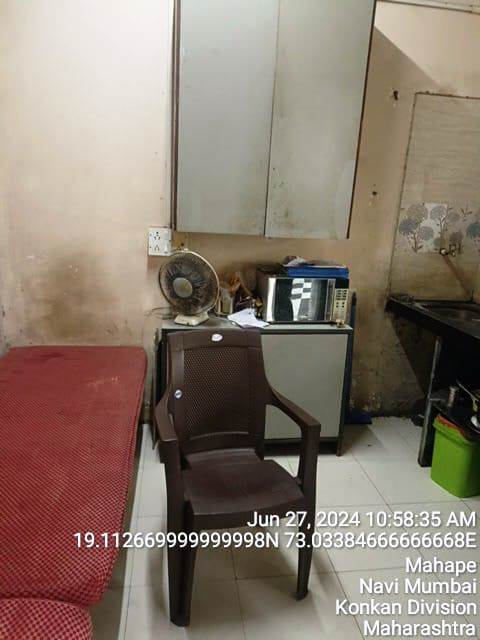 Jun 27, 2024 10:58:35 AM
19.112669999999998N 73.03384666666668E
Mahape
Navi Mumbai
Konkan Division
Maharashtra